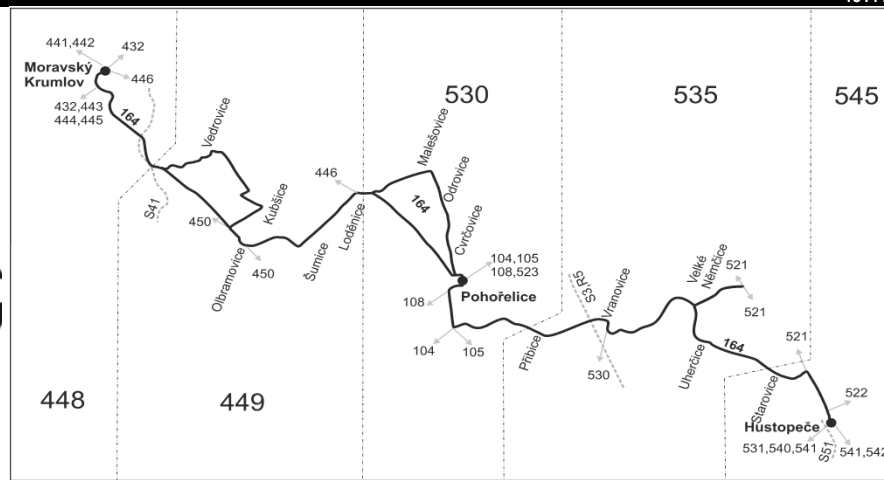 441,442
432
Moravský
Krumlov
446
432,443
444,445
164
Vedrovice
S41
Kubšice
450
450
Olbramovice
Šumice
Loděnice
446
530
535
545
Malešovice
Odrovice
164
Cvrčovice
104,105
108,523
Pohořelice
108
104
105
S3,R5
Vranovice
Přibice
530
Velké
Němčice
521
521
Uherčice
164
521
Starovice
522
Hustopeče
531,540,541
S51
541,542
448
449